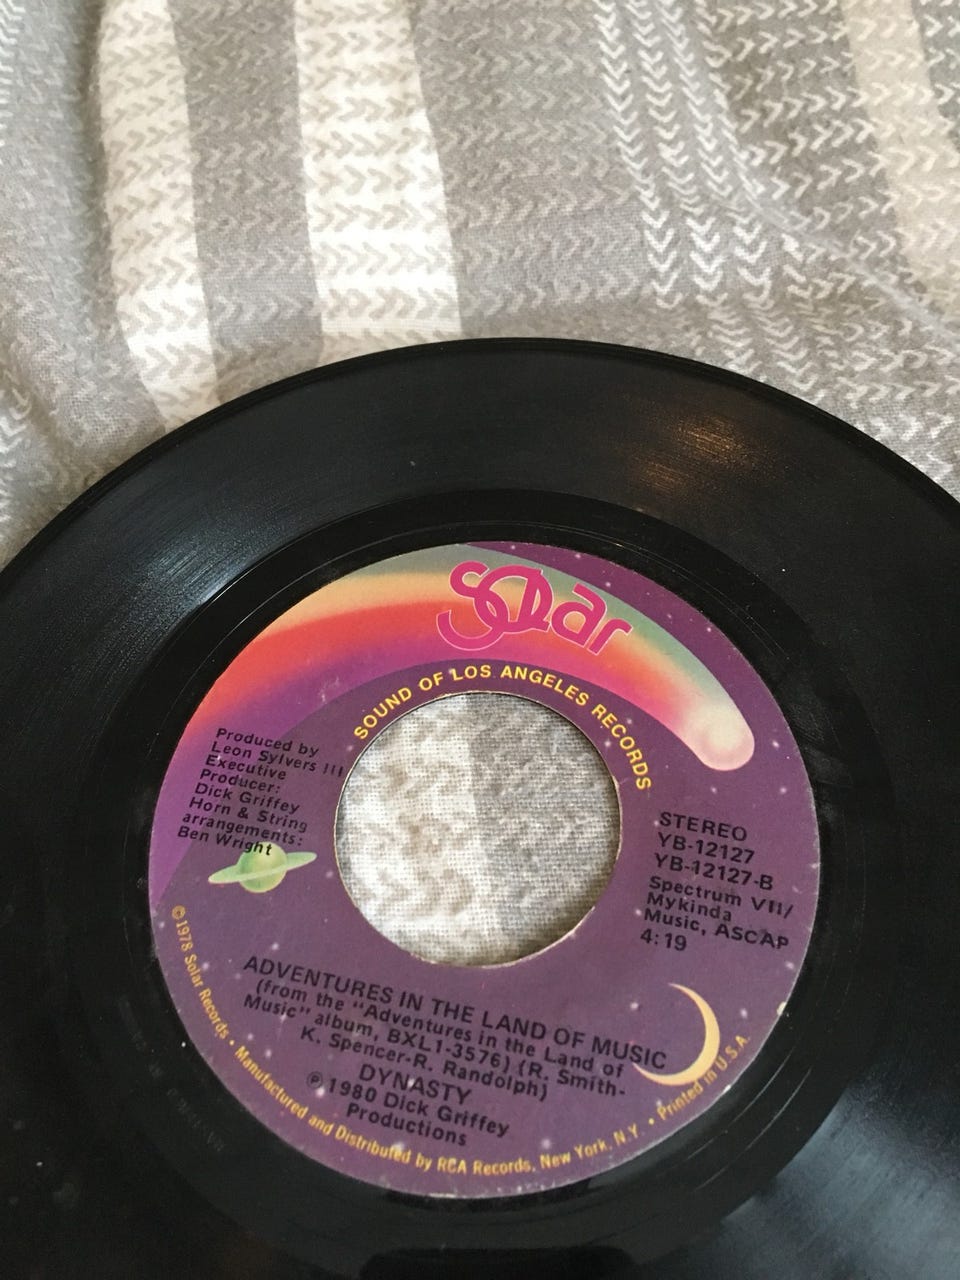 Solar
SOUND OF LOS ANGELES RECORDS
Produced by
Leon Sylvers III
Executive
Producer:
Dick Griffey
Horn & String
arrangements:
Ben Wright
STEREO
YB-12127
YB-12127-B
Spectrum VII/
Mykinda
Music, ASCAP
4:19
ADVENTURES IN THE LAND OF MUSIC
(from the "Adventures in the Land of
Music" album, BXL1-3576) (R. Smith-
K. Spencer-R. Randolph)
DYNASTY
℗ 1980 Dick Griffey
Productions
© 1978 Solar Records • Manufactured and Distributed by RCA Records, New York, N.Y. • Printed in U.S.A.